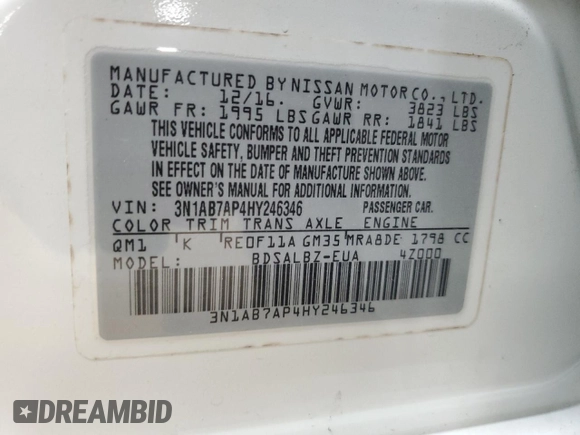 MANUFACTURED BY NISSAN MOTOR CO., LTD.
DATE: 12/16. GVWR: 3823 LBS
GAWR FR: 1995 LBS GAWR RR: 1841 LBS
THIS VEHICLE CONFORMS TO ALL APPLICABLE FEDERAL MOTOR
VEHICLE SAFETY, BUMPER AND THEFT PREVENTION STANDARDS
IN EFFECT ON THE DATE OF MANUFACTURE SHOWN ABOVE.
SEE OWNER'S MANUAL FOR ADDITIONAL INFORMATION.
VIN: 3N1AB7AP4HY246346 PASSENGER CAR.
COLOR TRIM TRANS AXLE ENGINE
QM1 K RE0F11A GM35 MRA8DE 1798 CC
MODEL: BDSALBZ-EUA 4Z000
3N1AB7AP4HY246346
DREAMBID